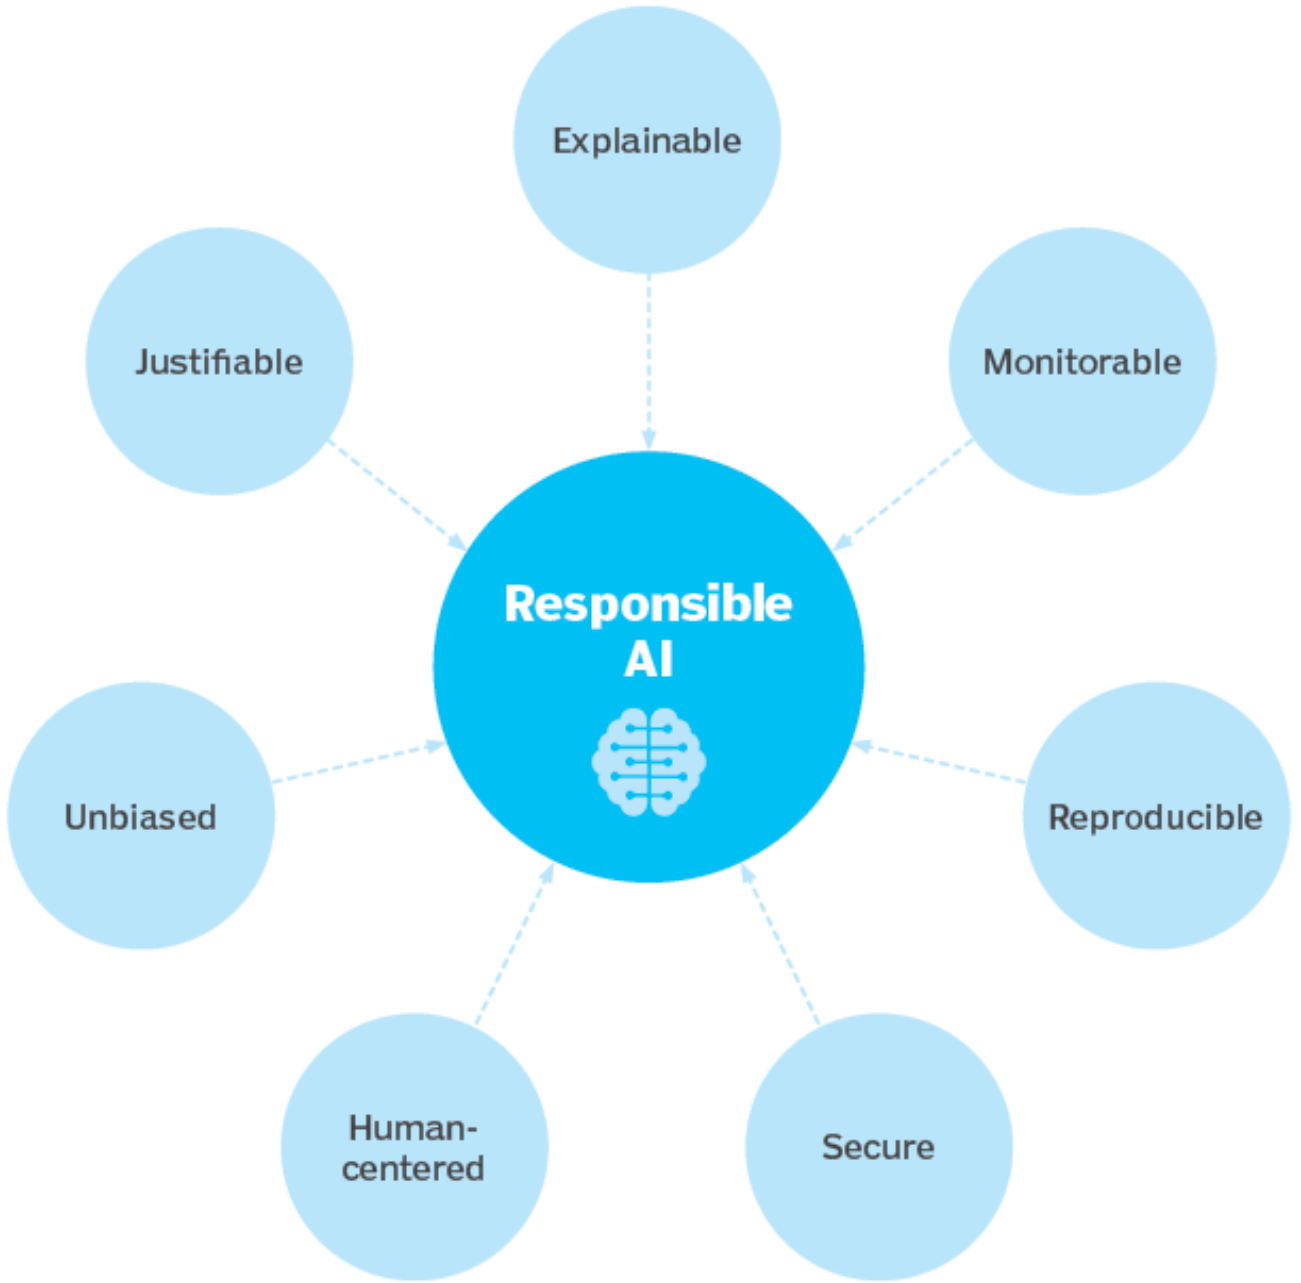 Explainable
Justifiable
Monitorable
Responsible
AI
Unbiased
Reproducible
Human-
centered
Secure